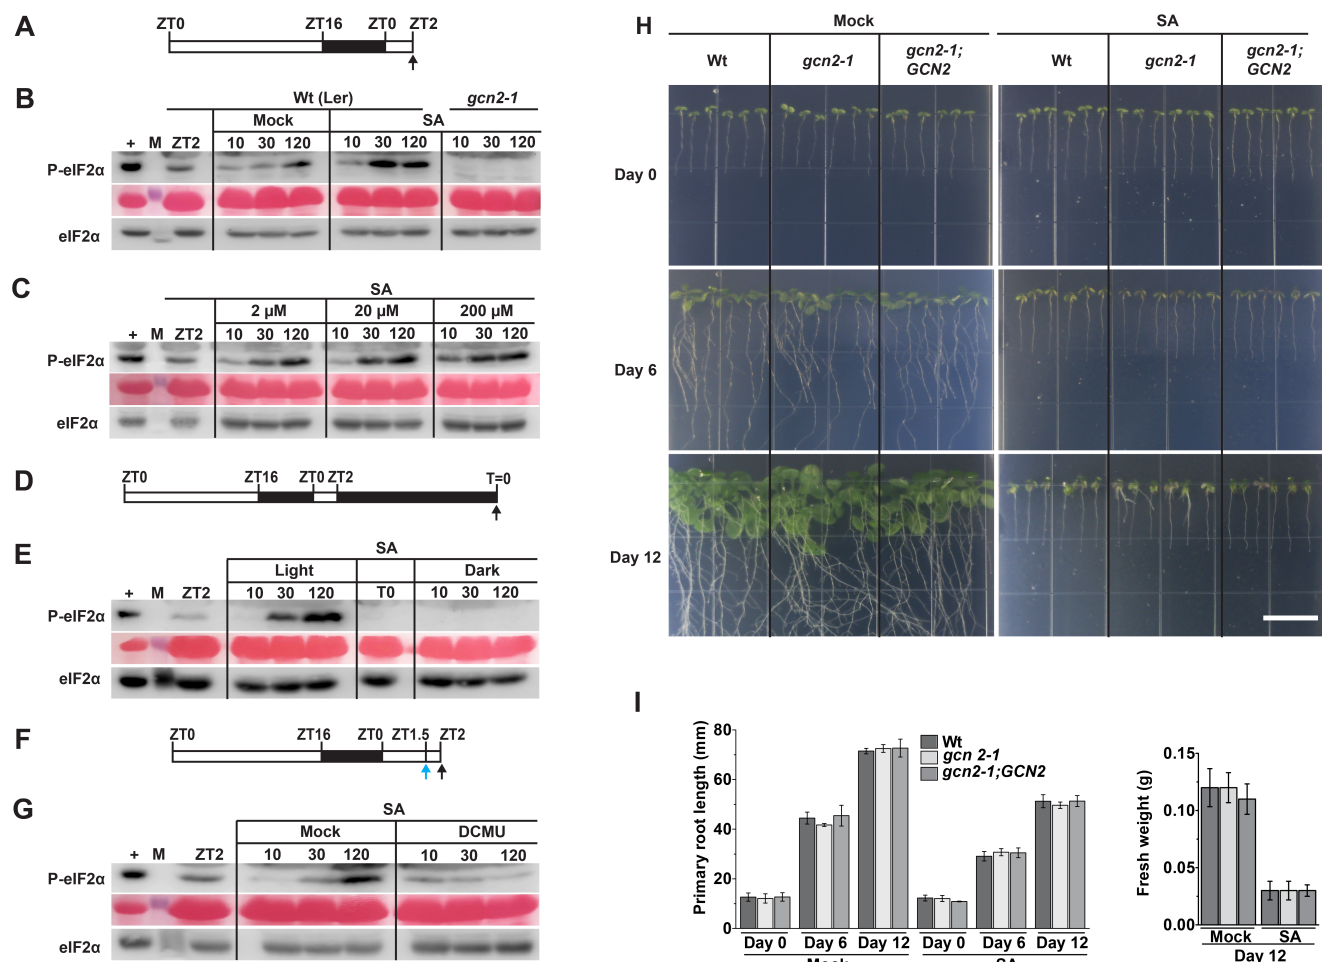 A
ZT0 ZT16 ZT0 ZT2
B
Wt (Ler) gcn2-1
Mock SA
+ M ZT2 10 30 120 10 30 120 10 30 120
P-eIF2α
eIF2α
C
SA
2 µM 20 µM 200 µM
+ M ZT2 10 30 120 10 30 120 10 30 120
P-eIF2α
eIF2α
D
ZT0 ZT16 ZT0 ZT2 T=0
E
SA
Light Dark
+ M ZT2 10 30 120 T0 10 30 120
P-eIF2α
eIF2α
F
ZT0 ZT16 ZT0 ZT1.5 ZT2
G
SA
Mock DCMU
+ M ZT2 10 30 120 10 30 120
P-eIF2α
eIF2α
H
Mock SA
Wt gcn2-1 gcn2-1; GCN2 Wt gcn2-1 gcn2-1; GCN2
Day 0
Day 6
Day 12
I
Primary root length (mm)
80
60
40
20
0
Wt
gcn 2-1
gcn2-1;GCN2
Day 0 Day 6 Day 12 Day 0 Day 6 Day 12
Mock SA
Fresh weight (g)
0.15
0.10
0.05
0.00
Mock SA
Day 12